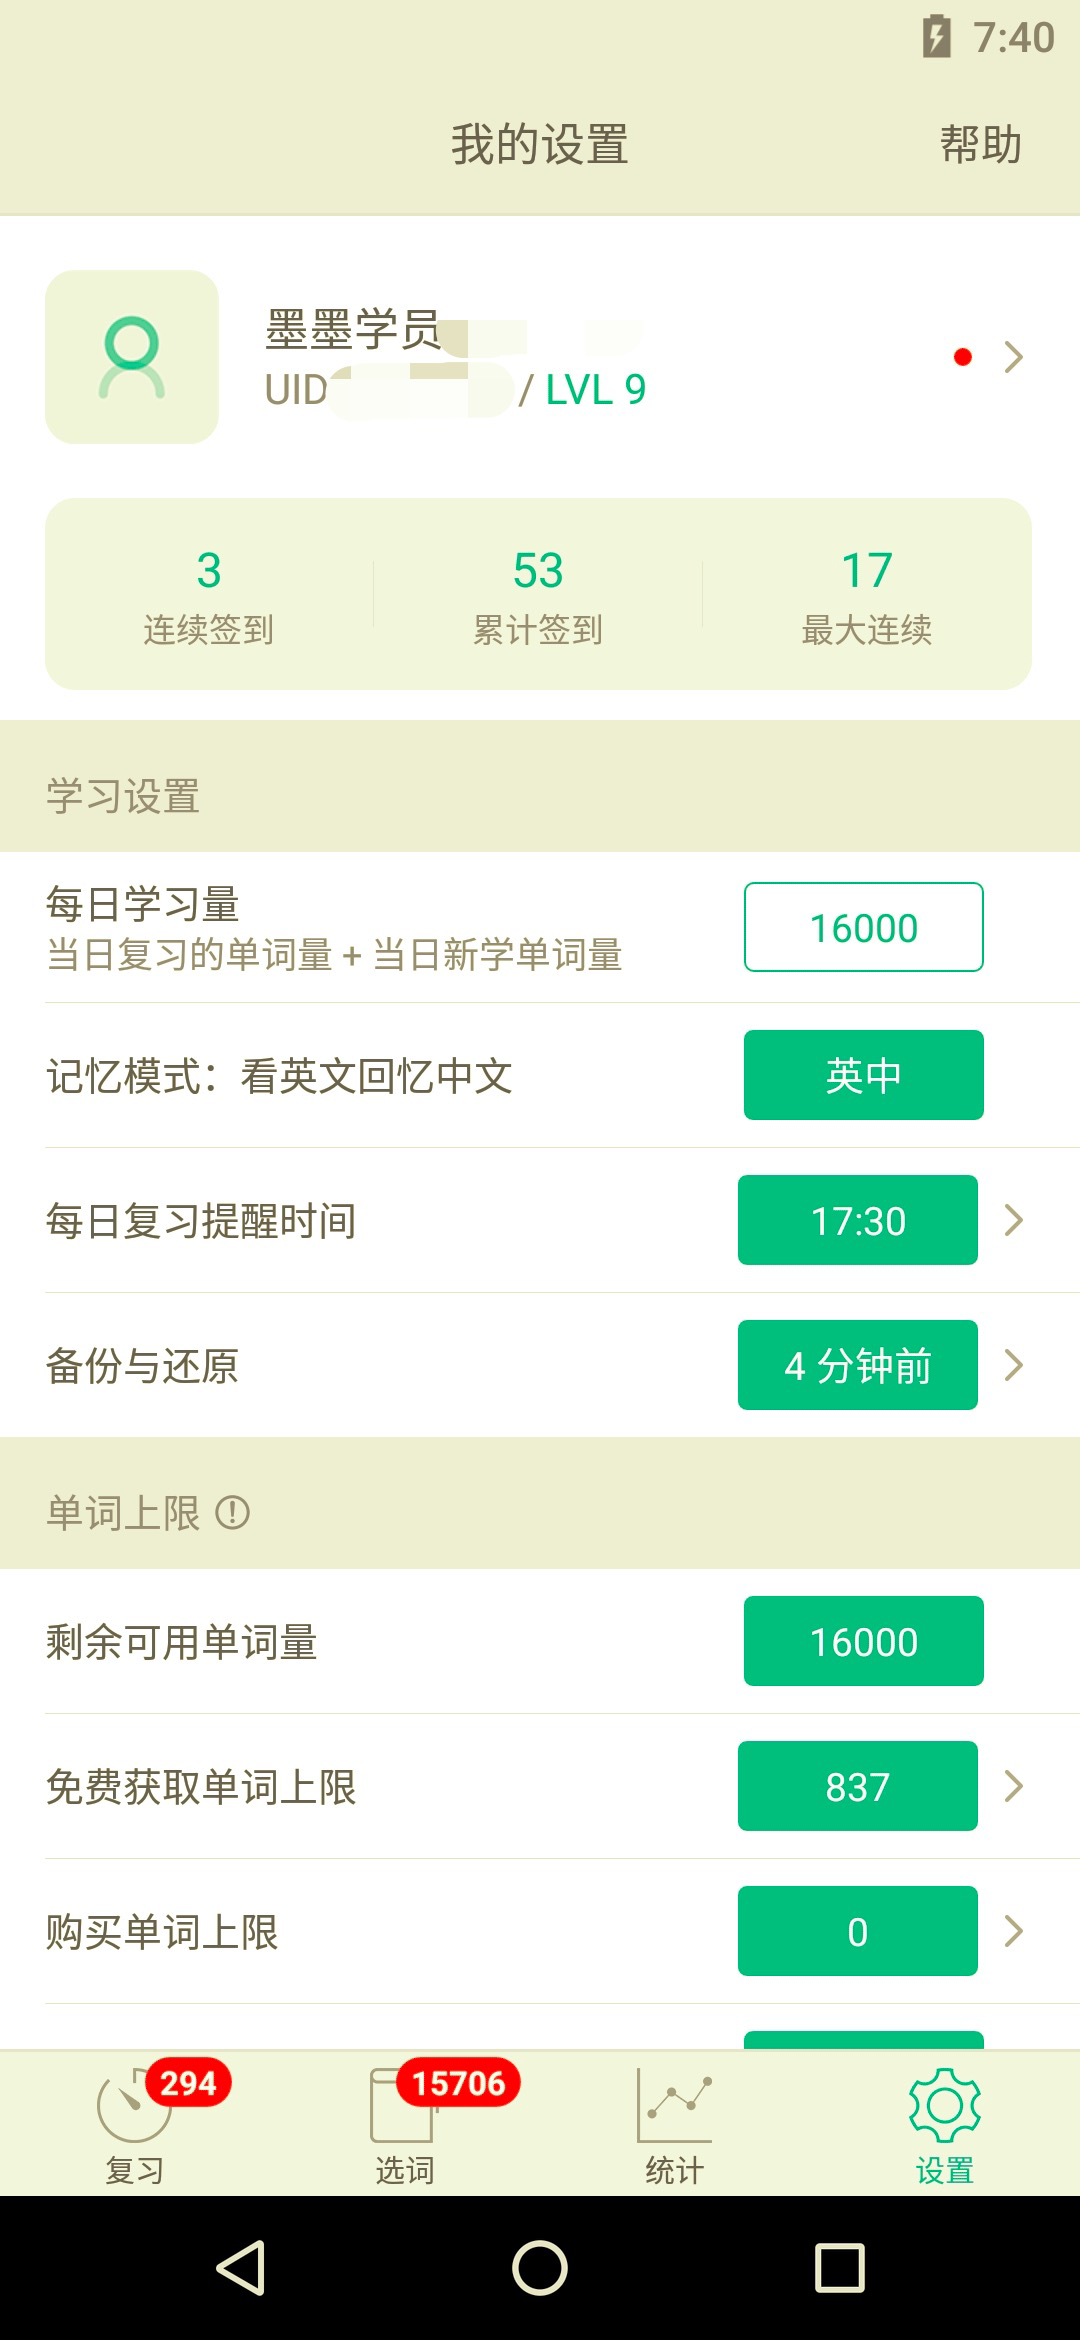 7:40
我的设置
帮助
墨墨学员
UID / LVL 9
3
53
17
连续签到
累计签到
最大连续
学习设置
每日学习量
当日复习的单词量 + 当日新学单词量
16000
记忆模式：看英文回忆中文
英中
每日复习提醒时间
17:30
备份与还原
4 分钟前
单词上限
剩余可用单词量
16000
免费获取单词上限
837
购买单词上限
0
294
15706
复习
选词
统计
设置